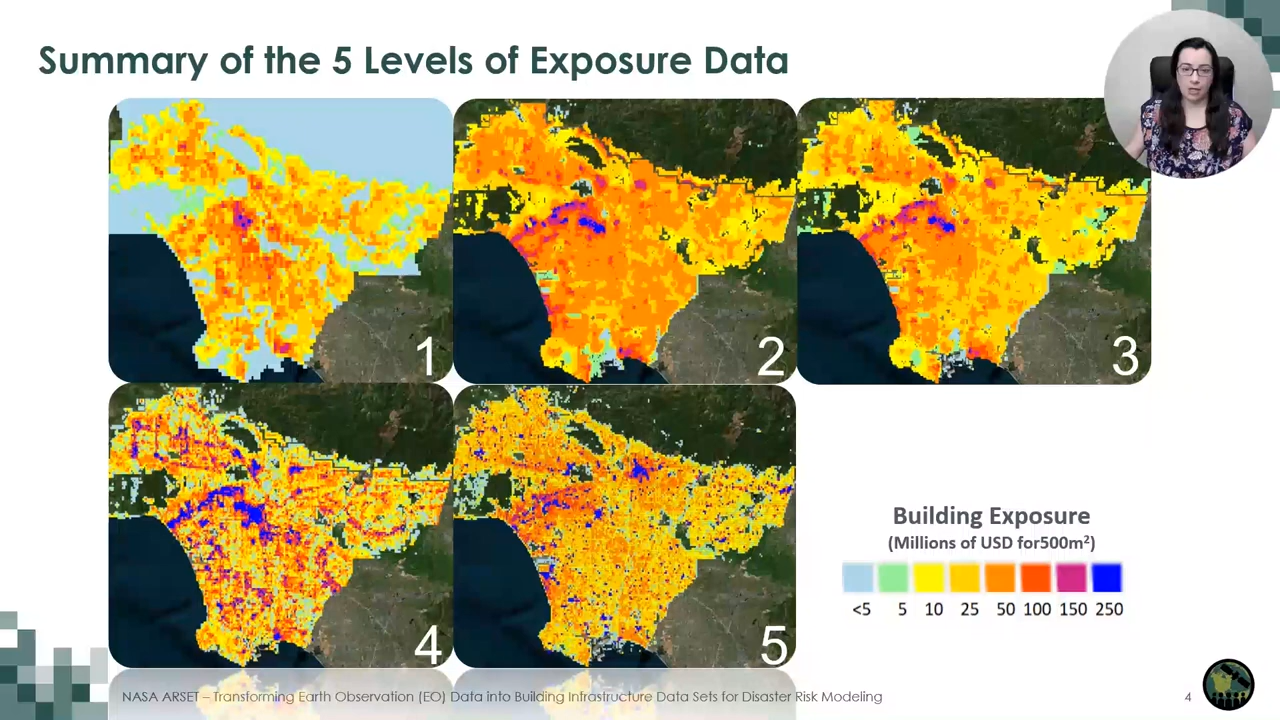 Summary of the 5 Levels of Exposure Data
1
2
3
4
5
Building Exposure
(Millions of USD for500m²)
<5 5 10 25 50 100 150 250
NASA ARSET – Transforming Earth Observation (EO) Data into Building Infrastructure Data Sets for Disaster Risk Modeling
4